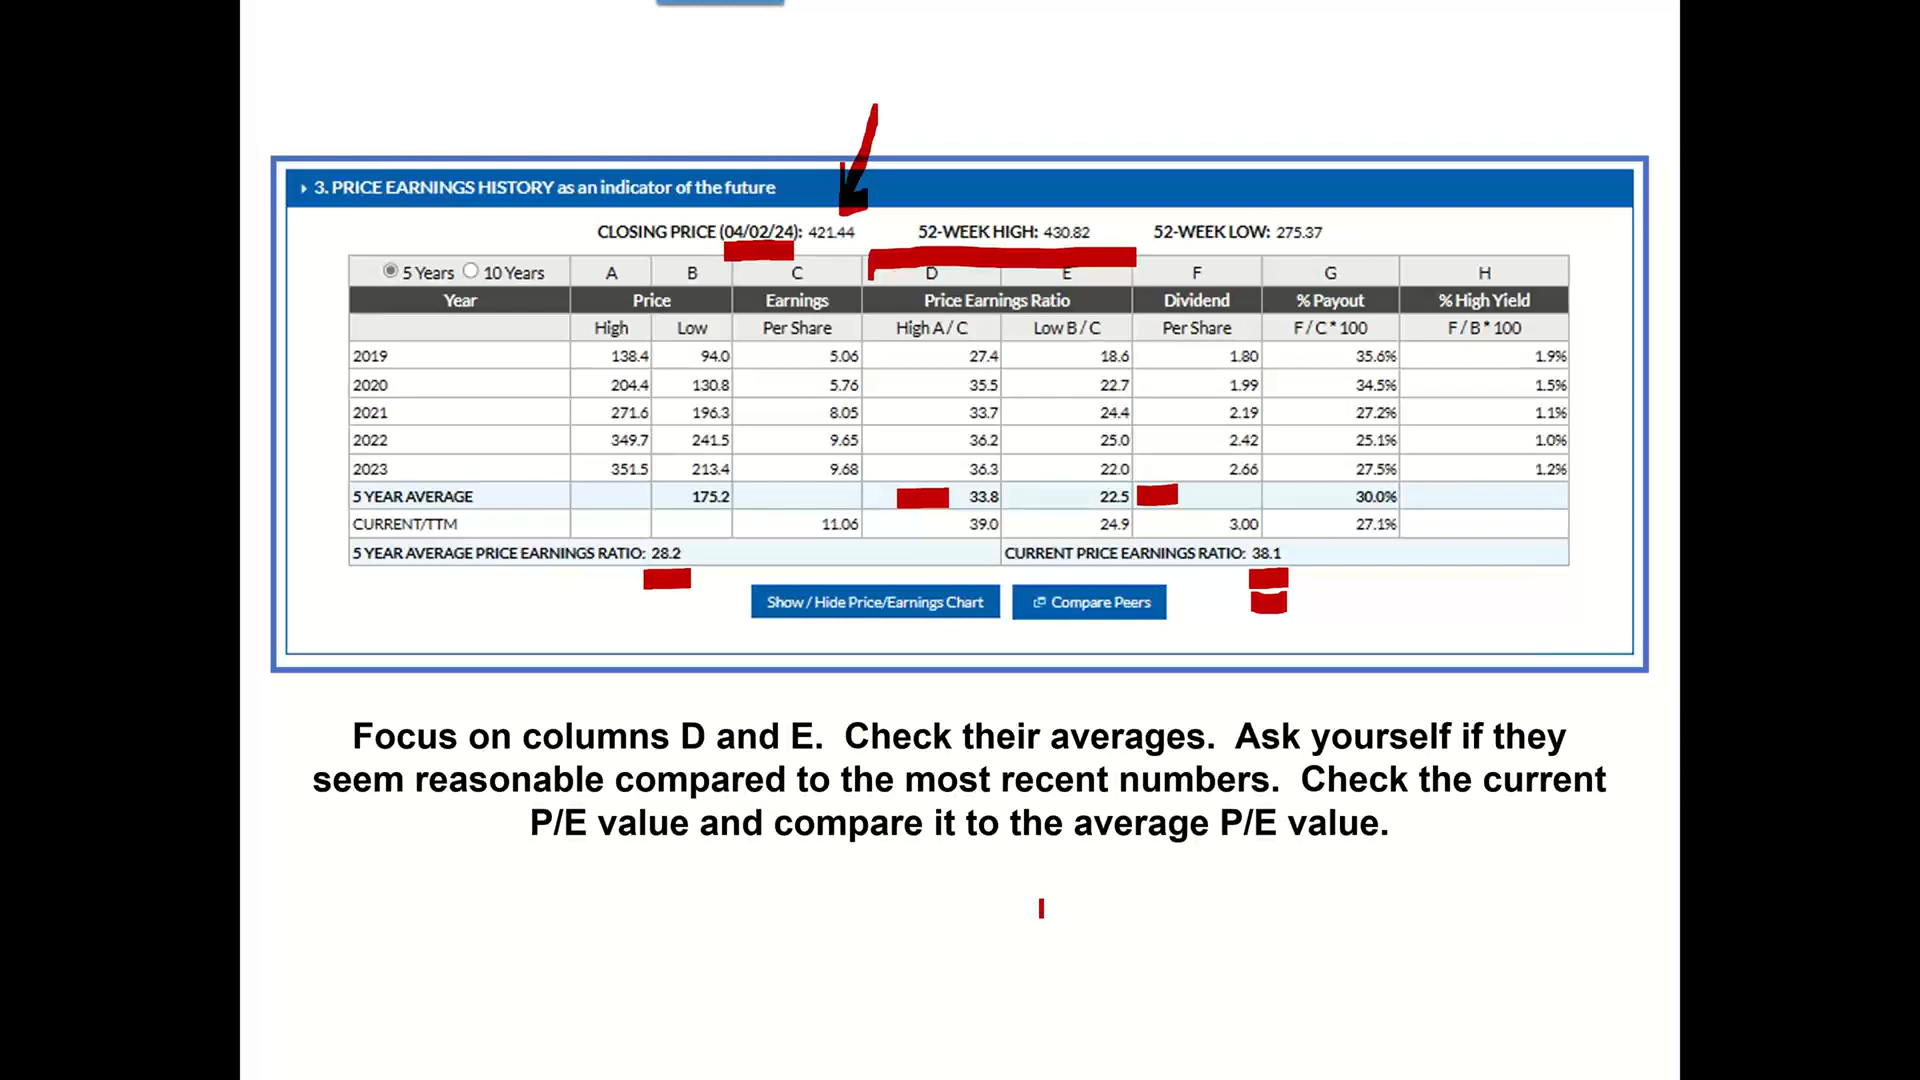 3. PRICE EARNINGS HISTORY as an indicator of the future
CLOSING PRICE (04/02/24): 421.44 52-WEEK HIGH: 430.82 52-WEEK LOW: 275.37
5 Years 10 Years A B C D E F G H
Year Price Earnings Price Earnings Ratio Dividend % Payout % High Yield
High Low Per Share High A / C Low B / C Per Share F / C * 100 F / B * 100
2019 138.4 94.0 5.06 27.4 18.6 1.80 35.6% 1.9%
2020 204.4 130.8 5.76 35.5 22.7 1.99 34.5% 1.5%
2021 271.6 196.3 8.05 33.7 24.4 2.19 27.2% 1.1%
2022 349.7 241.5 9.65 36.2 25.0 2.42 25.1% 1.0%
2023 351.5 213.4 9.68 36.3 22.0 2.66 27.5% 1.2%
5 YEAR AVERAGE 175.2 33.8 22.5 30.0%
CURRENT/TTM 11.06 39.0 24.9 3.00 27.1%
5 YEAR AVERAGE PRICE EARNINGS RATIO: 28.2 CURRENT PRICE EARNINGS RATIO: 38.1
Show / Hide Price/Earnings Chart Compare Peers
Focus on columns D and E. Check their averages. Ask yourself if they
seem reasonable compared to the most recent numbers. Check the current
P/E value and compare it to the average P/E value.